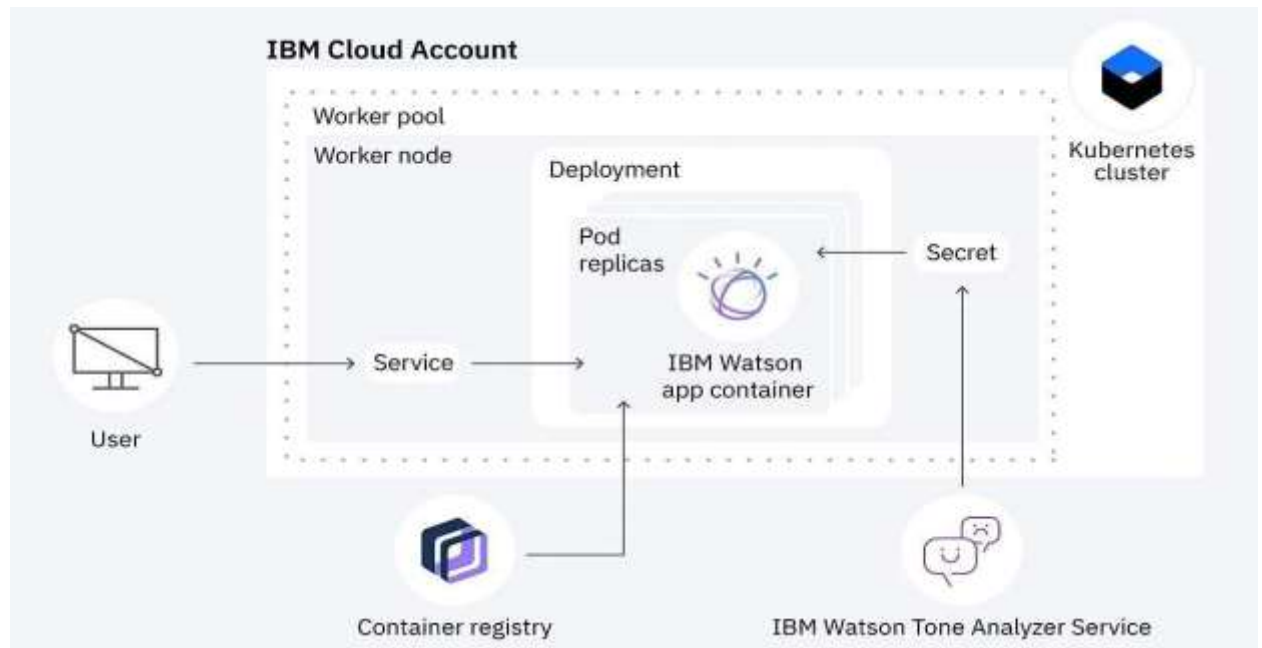 IBM Cloud Account
Worker pool
Worker node
Deployment
Kubernetes
cluster
Pod
replicas
Secret
Service
IBM Watson
app container
User
Container registry
IBM Watson Tone Analyzer Service